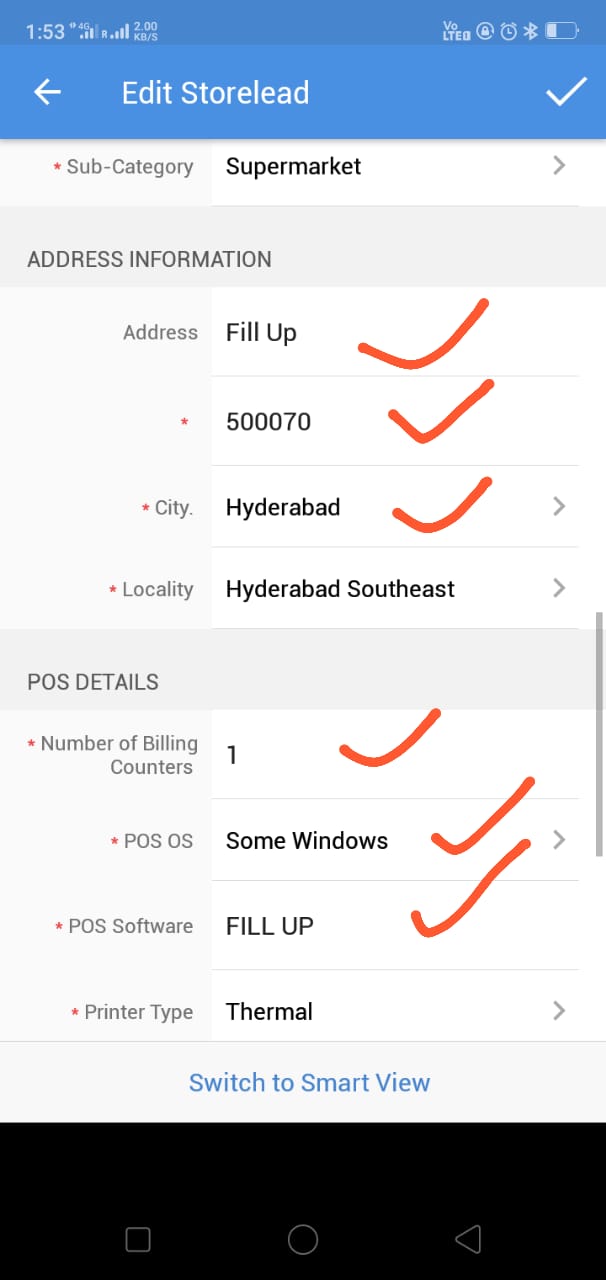 1:53 4G R 2.00 KB/S Vo LTE
Edit Storelead
* Sub-Category Supermarket
ADDRESS INFORMATION
Address Fill Up
* 500070
* City. Hyderabad
* Locality Hyderabad Southeast
POS DETAILS
* Number of Billing Counters 1
* POS OS Some Windows
* POS Software FILL UP
* Printer Type Thermal
Switch to Smart View